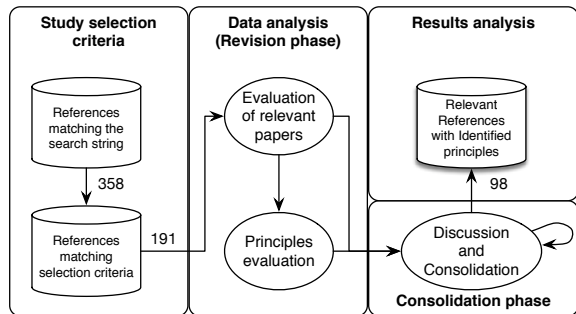 Study selection
criteria
References
matching the
search string
358
References
matching
selection criteria
191
Data analysis
(Revision phase)
Evaluation
of relevant
papers
Principles
evaluation
Results analysis
Relevant
References
with Identified
principles
98
Discussion
and
Consolidation
Consolidation phase